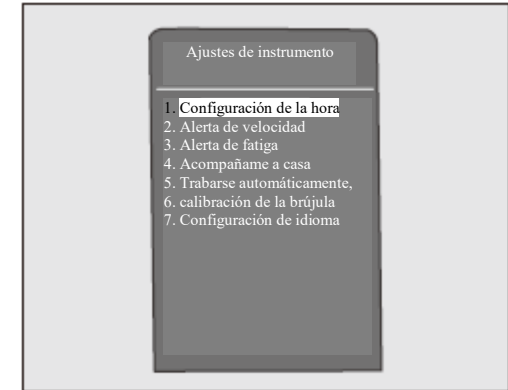 Ajustes de instrumento
1. Configuración de la hora
2. Alerta de velocidad
3. Alerta de fatiga
4. Acompañame a casa
5. Trabarse automáticamente,
6. calibración de la brújula
7. Configuración de idioma